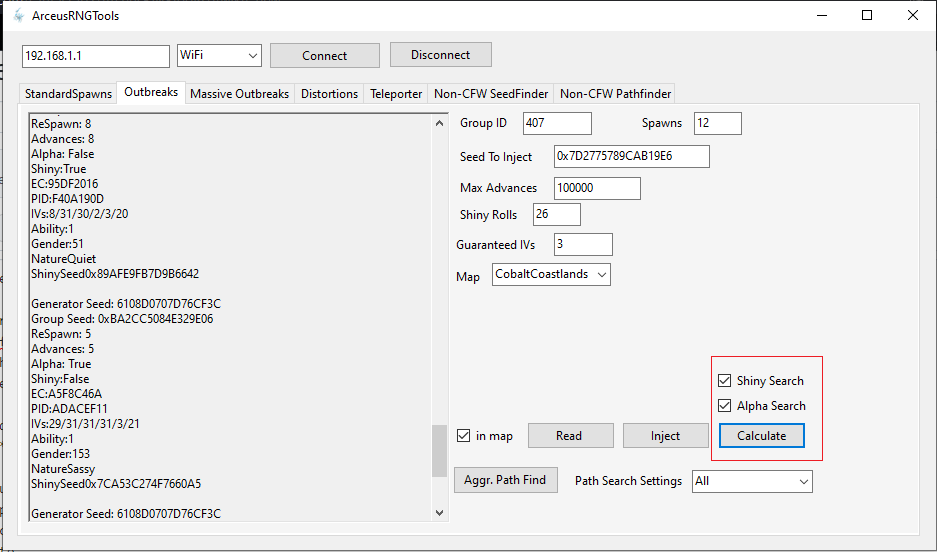 ArceusRNGTools
192.168.1.1
WiFi
Connect
Disconnect
StandardSpawns
Outbreaks
Massive Outbreaks
Distortions
Teleporter
Non-CFW SeedFinder
Non-CFW Pathfinder
ReSpawn: 8
Advances: 8
Alpha: False
Shiny:True
EC:95DF2016
PID:F40A190D
IVs:8/31/30/2/3/20
Ability:1
Gender:51
NatureQuiet
ShinySeed0x89AFE9FB7D9B6642
Generator Seed: 6108D0707D76CF3C
Group Seed: 0xBA2CC5084E329E06
ReSpawn: 5
Advances: 5
Alpha: True
Shiny:False
EC:A5F8C46A
PID:ADACEF11
IVs:29/31/31/31/3/21
Ability:1
Gender:153
NatureSassy
ShinySeed0x7CA53C274F7660A5
Generator Seed: 6108D0707D76CF3C
Group ID 407 Spawns 12
Seed To Inject 0x7D2775789CAB19E6
Max Advances 100000
Shiny Rolls 26
Guaranteed IVs 3
Map CobaltCoastlands
Shiny Search
Alpha Search
in map Read Inject Calculate
Aggr. Path Find Path Search Settings All